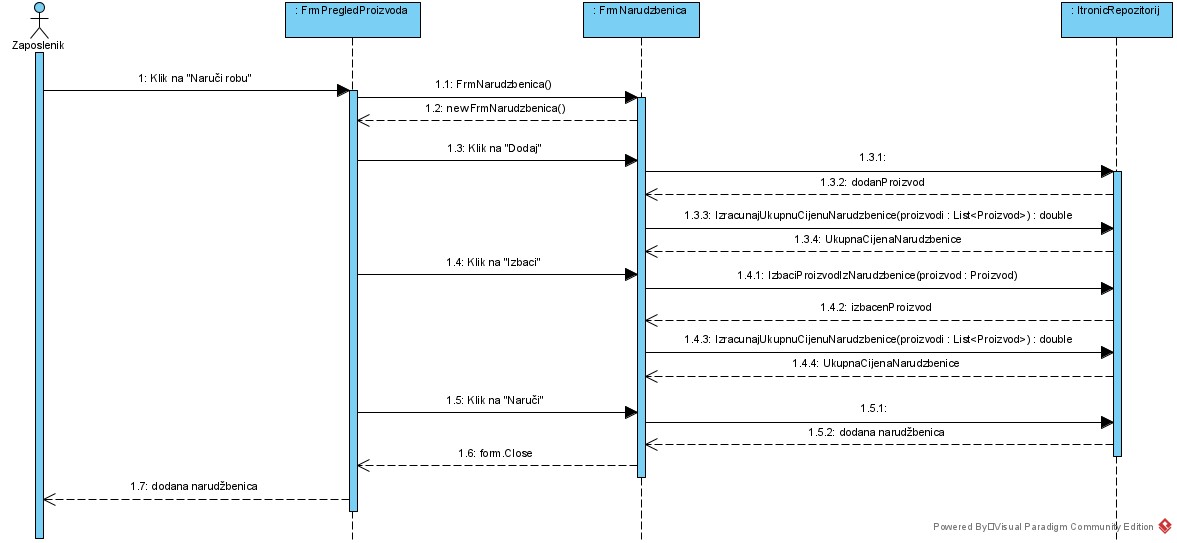 : FrmPregledProizvoda
: FrmNarudzbenica
: ItronicRepozitorij
Zaposlenik
1: Klik na "Naruči robu"
1.1: FrmNarudzbenica()
1.2: newFrmNarudzbenica()
1.3: Klik na "Dodaj"
1.3.1:
1.3.2: dodanProizvod
1.3.3: IzracunajUkupnuCijenuNarudzbenice(proizvodi : List<Proizvod>) : double
1.3.4: UkupnaCijenaNarudzbenice
1.4: Klik na "Izbaci"
1.4.1: IzbaciProizvodIzNarudzbenice(proizvod : Proizvod)
1.4.2: izbacenProizvod
1.4.3: IzracunajUkupnuCijenuNarudzbenice(proizvodi : List<Proizvod>) : double
1.4.4: UkupnaCijenaNarudzbenice
1.5: Klik na "Naruči"
1.5.1:
1.5.2: dodana narudžbenica
1.6: form.Close
1.7: dodana narudžbenica
Powered By□Visual Paradigm Community Edition